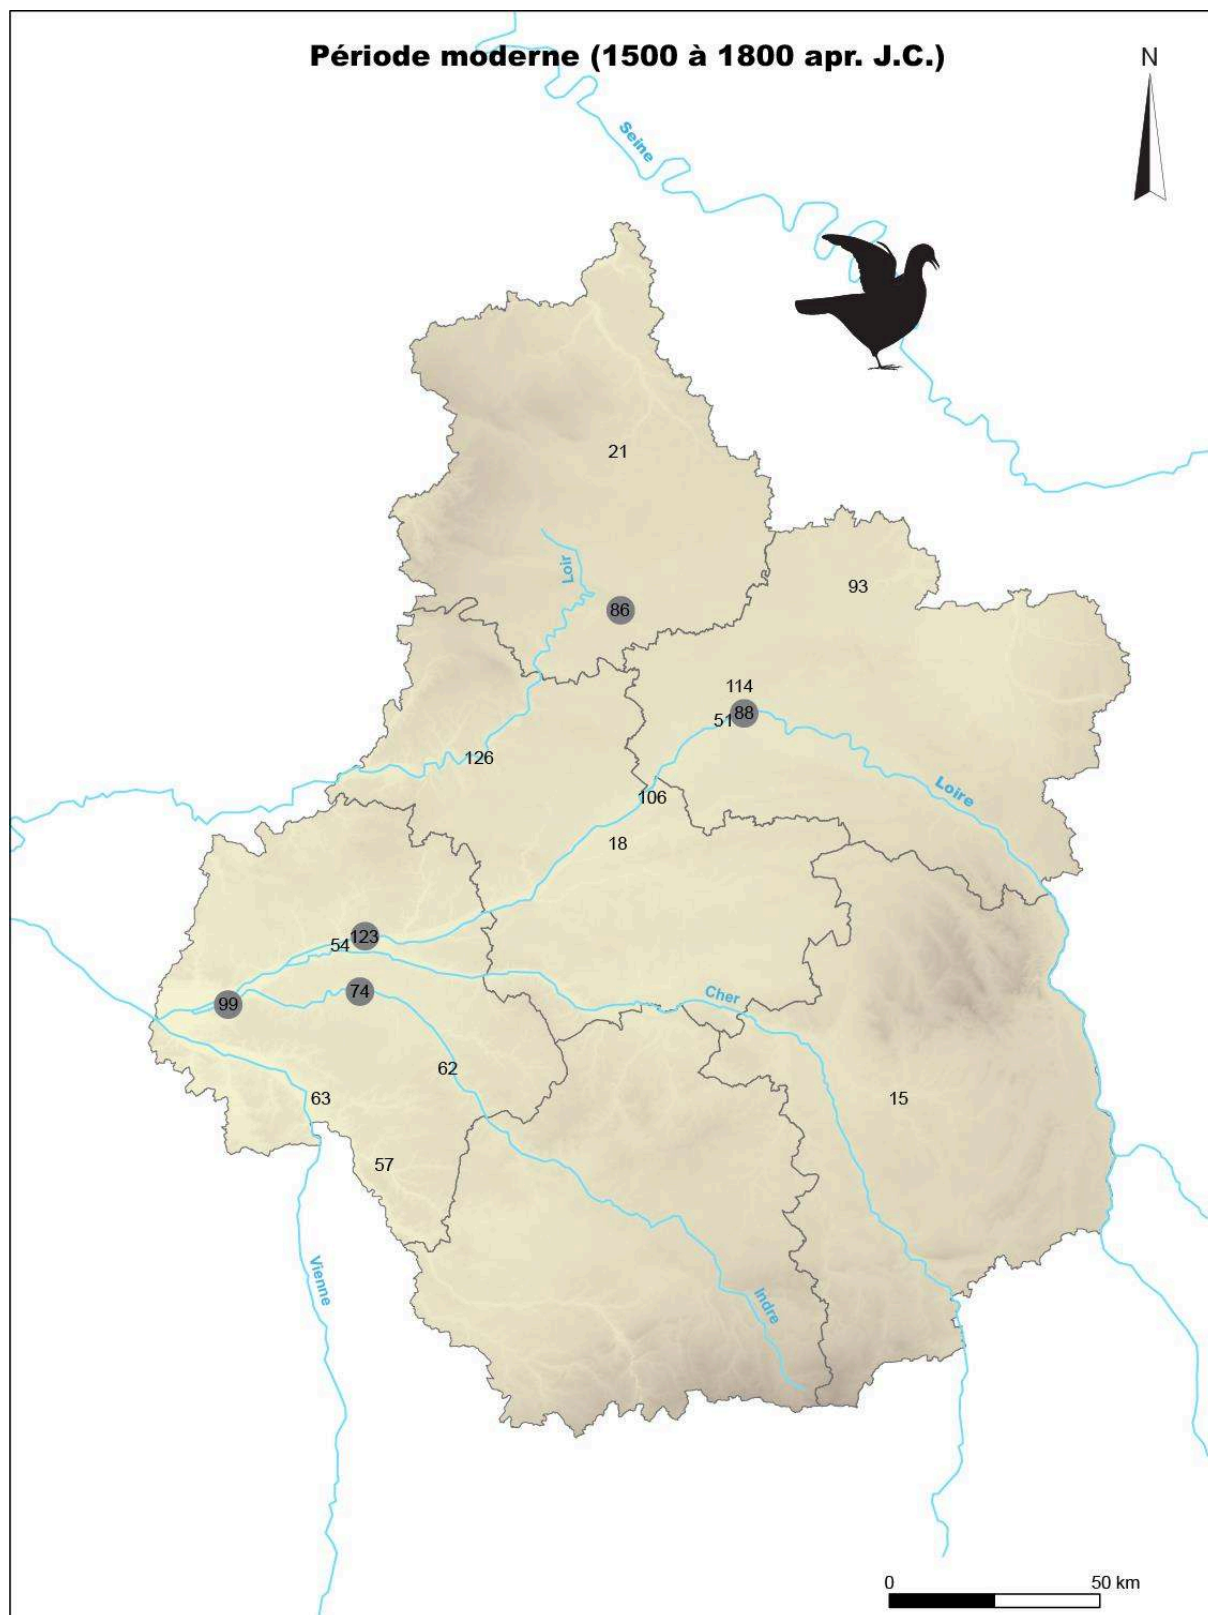 Période moderne (1500 à 1800 apr. J.C.)
N
Seine
21
Loir
93
86
114
88
51
126
106
Loire
18
123
54
74
99
Cher
62
63
15
57
Vienne
Indre
0 50 km